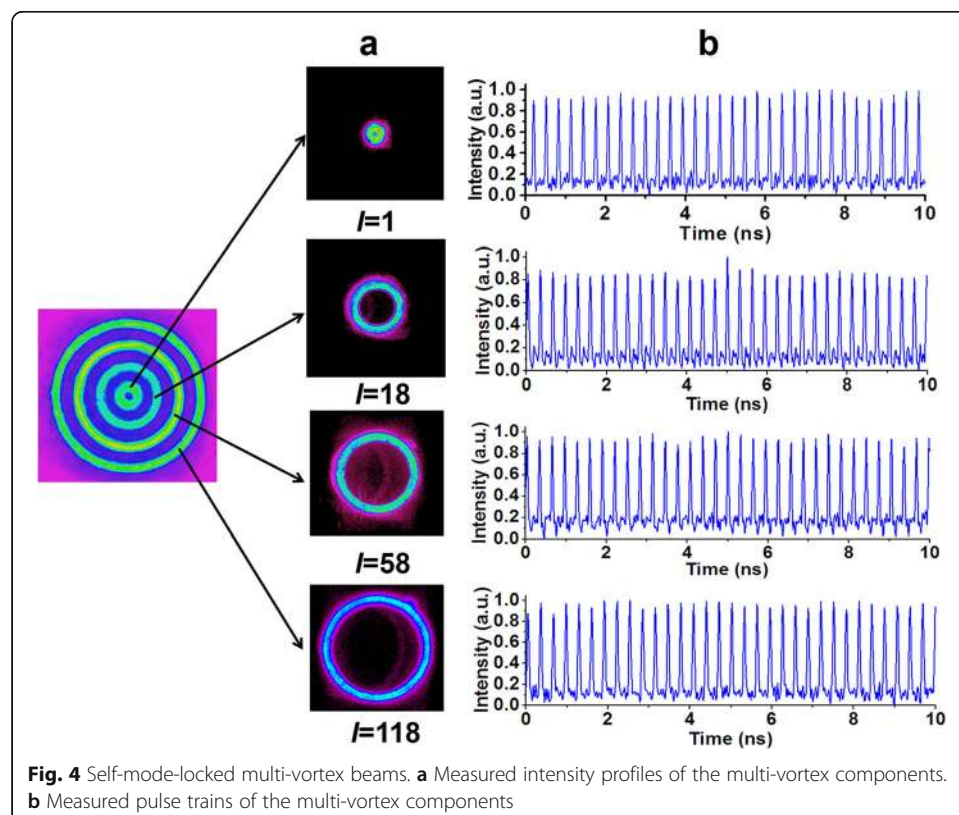 a
b
l=1
l=18
l=58
l=118
Intensity (a.u.)
1.0
0.8
0.6
0.4
0.2
0.0
0 2 4 6 8 10
Time (ns)
Intensity (a.u.)
1.0
0.8
0.6
0.4
0.2
0.0
0 2 4 6 8 10
Time (ns)
Intensity (a.u.)
1.0
0.8
0.6
0.4
0.2
0.0
0 2 4 6 8 10
Time (ns)
Intensity (a.u.)
1.0
0.8
0.6
0.4
0.2
0.0
0 2 4 6 8 10
Time (ns)
Fig. 4 Self-mode-locked multi-vortex beams. a Measured intensity profiles of the multi-vortex components.
b Measured pulse trains of the multi-vortex components